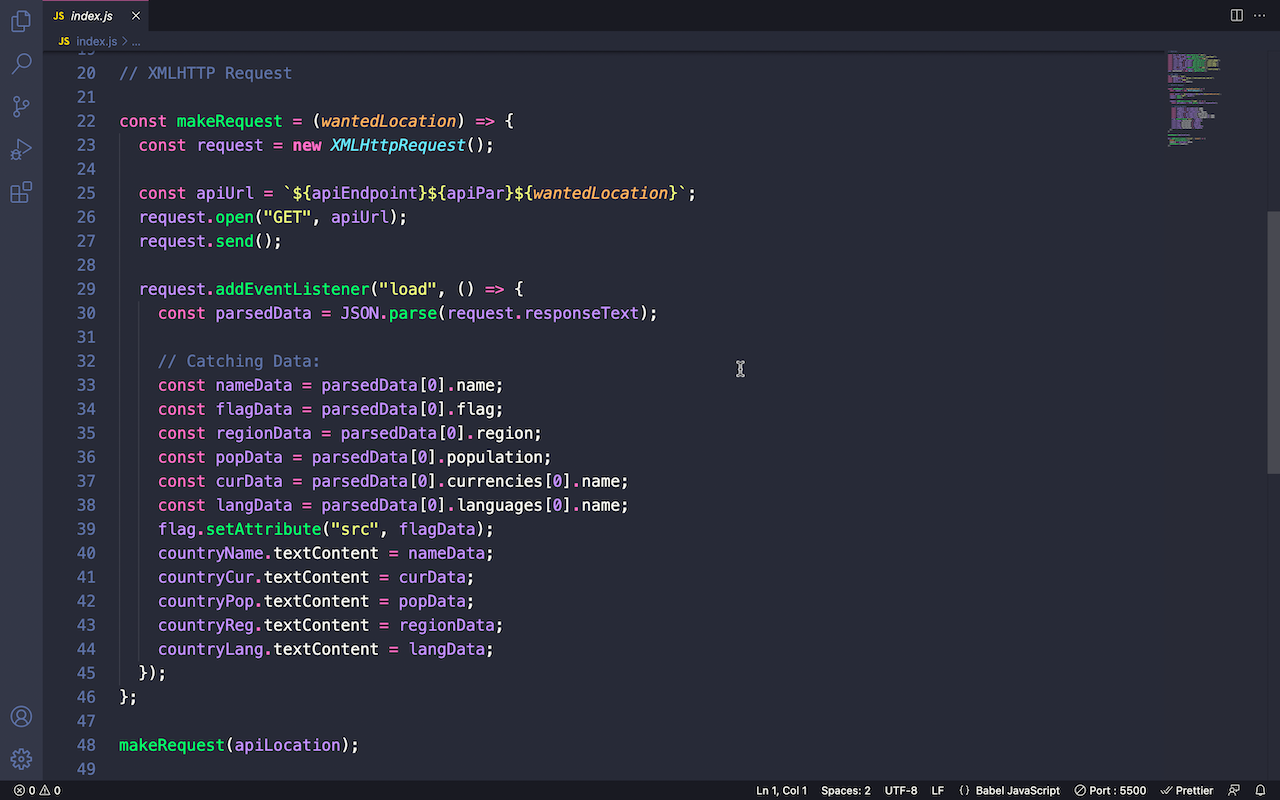 JS index.js
JS index.js > ...
19
20 // XMLHTTP Request
21
22 const makeRequest = (wantedLocation) => {
23 const request = new XMLHttpRequest();
24
25 const apiUrl = `${apiEndpoint}${apiPar}${wantedLocation}`;
26 request.open("GET", apiUrl);
27 request.send();
28
29 request.addEventListener("load", () => {
30 const parsedData = JSON.parse(request.responseText);
31
32 // Catching Data:
33 const nameData = parsedData[0].name;
34 const flagData = parsedData[0].flag;
35 const regionData = parsedData[0].region;
36 const popData = parsedData[0].population;
37 const curData = parsedData[0].currencies[0].name;
38 const langData = parsedData[0].languages[0].name;
39 flag.setAttribute("src", flagData);
40 countryName.textContent = nameData;
41 countryCur.textContent = curData;
42 countryPop.textContent = popData;
43 countryReg.textContent = regionData;
44 countryLang.textContent = langData;
45 });
46 };
47
48 makeRequest(apiLocation);
49
0 0 Ln 1, Col 1 Spaces: 2 UTF-8 LF {} Babel JavaScript Port : 5500 Prettier